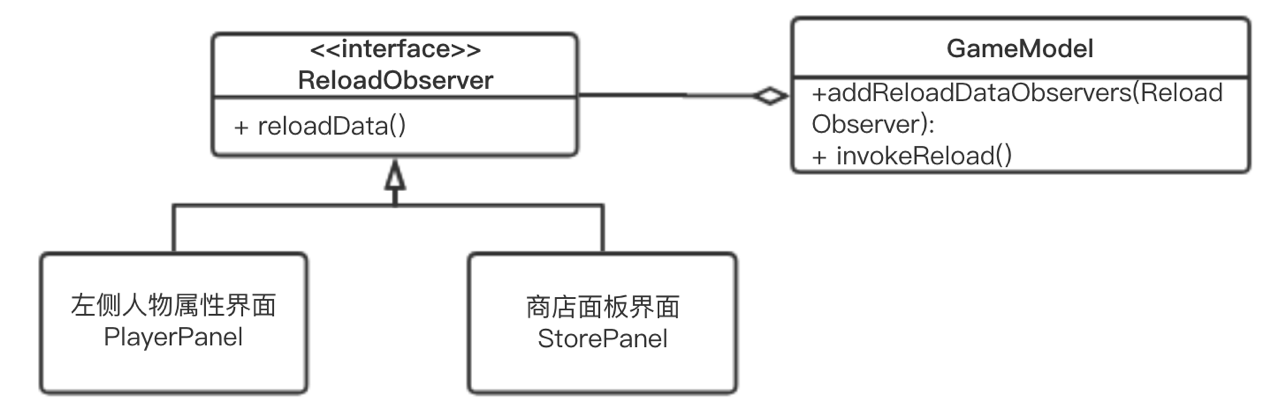 <<interface>>
ReloadObserver
+ reloadData()
GameModel
+addReloadDataObservers(Reload
Observer):
+ invokeReload()
左侧人物属性界面
PlayerPanel
商店面板界面
StorePanel